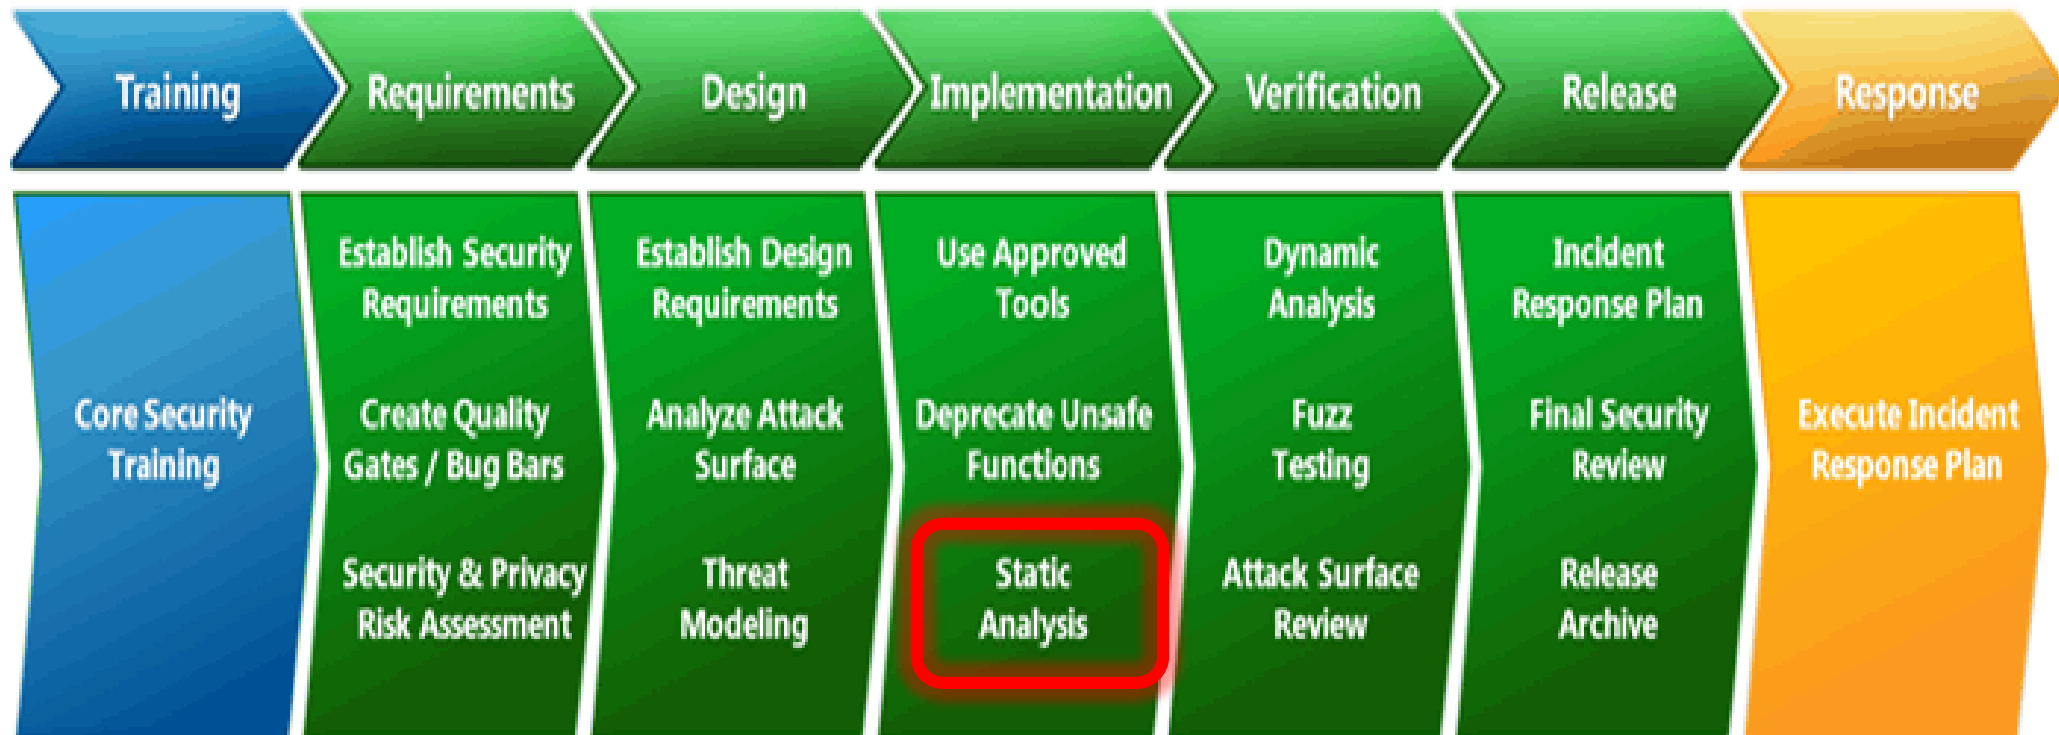 Training
Requirements
Design
Implementation
Verification
Release
Response
Core Security
Training
Establish Security
Requirements
Create Quality
Gates / Bug Bars
Security & Privacy
Risk Assessment
Establish Design
Requirements
Analyze Attack
Surface
Threat
Modeling
Use Approved
Tools
Deprecate Unsafe
Functions
Static
Analysis
Dynamic
Analysis
Fuzz
Testing
Attack Surface
Review
Incident
Response Plan
Final Security
Review
Release
Archive
Execute Incident
Response Plan